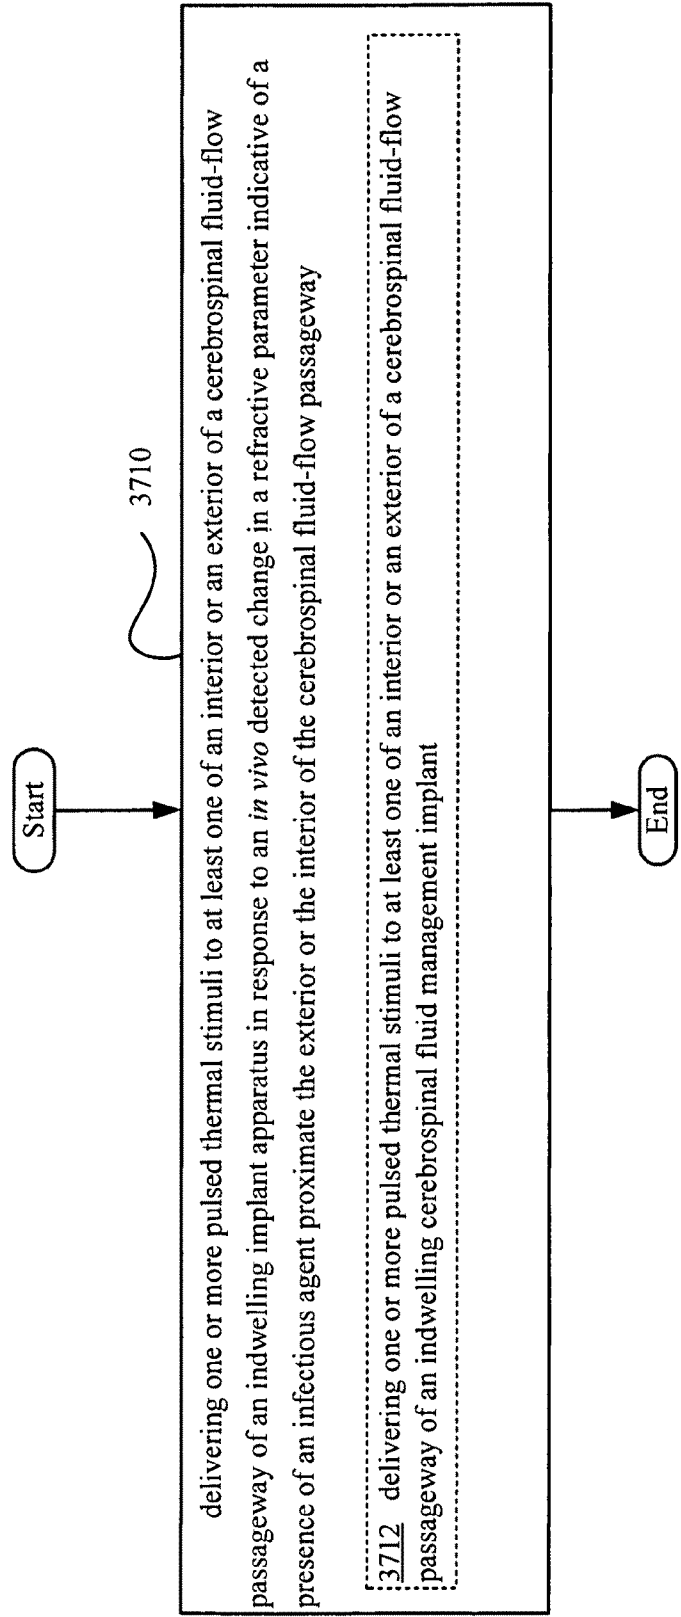 Start
3710
delivering one or more pulsed thermal stimuli to at least one of an interior or an exterior of a cerebrospinal fluid-flow
passageway of an indwelling implant apparatus in response to an in vivo detected change in a refractive parameter indicative of a
presence of an infectious agent proximate the exterior or the interior of the cerebrospinal fluid-flow passageway
3712 delivering one or more pulsed thermal stimuli to at least one of an interior or an exterior of a cerebrospinal fluid-flow
passageway of an indwelling cerebrospinal fluid management implant
End